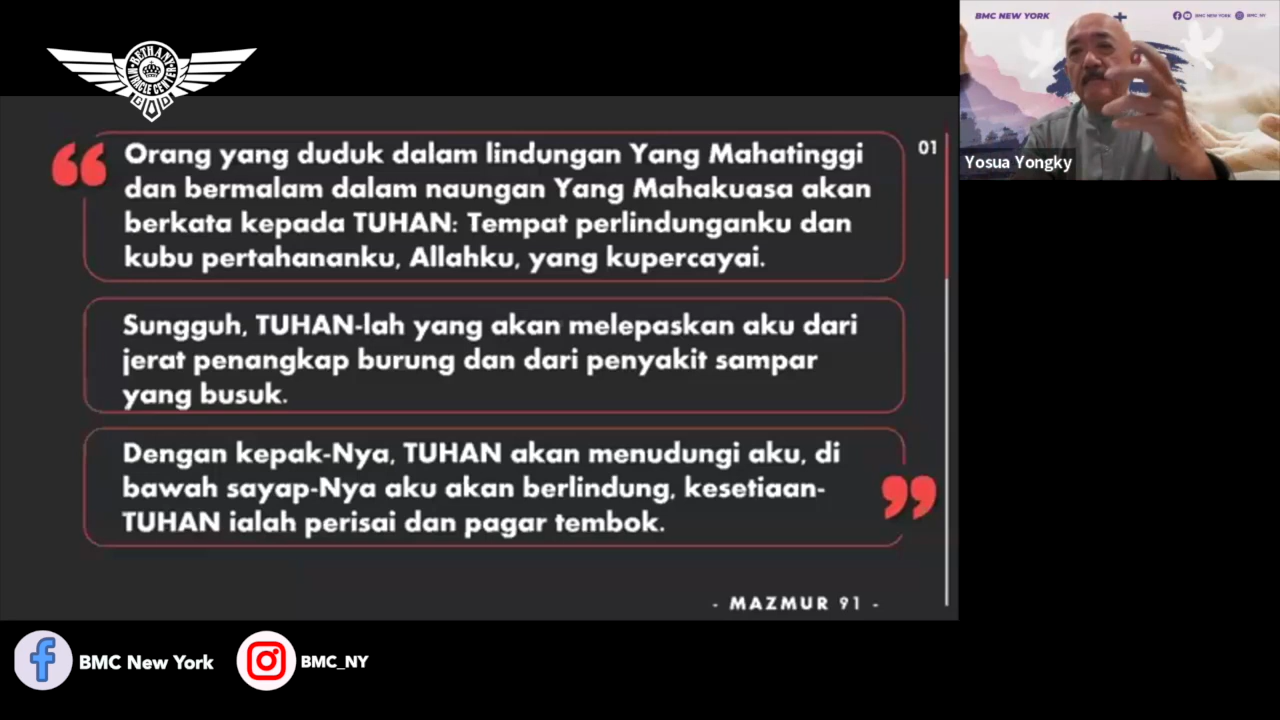 BETHANY
MIRACLE CENTER
BMC NEW YORK
BMC NEW YORK
BMC_NY
Yosua Yongky
01
Orang yang duduk dalam lindungan Yang Mahatinggi
dan bermalam dalam naungan Yang Mahakuasa akan
berkata kepada TUHAN: Tempat perlindunganku dan
kubu pertahananku, Allahku, yang kupercayai.
Sungguh, TUHAN-lah yang akan melepaskan aku dari
jerat penangkap burung dan dari penyakit sampar
yang busuk.
Dengan kepak-Nya, TUHAN akan menudungi aku, di
bawah sayap-Nya aku akan berlindung, kesetiaan-
TUHAN ialah perisai dan pagar tembok.
- MAZMUR 91 -
BMC New York
BMC_NY